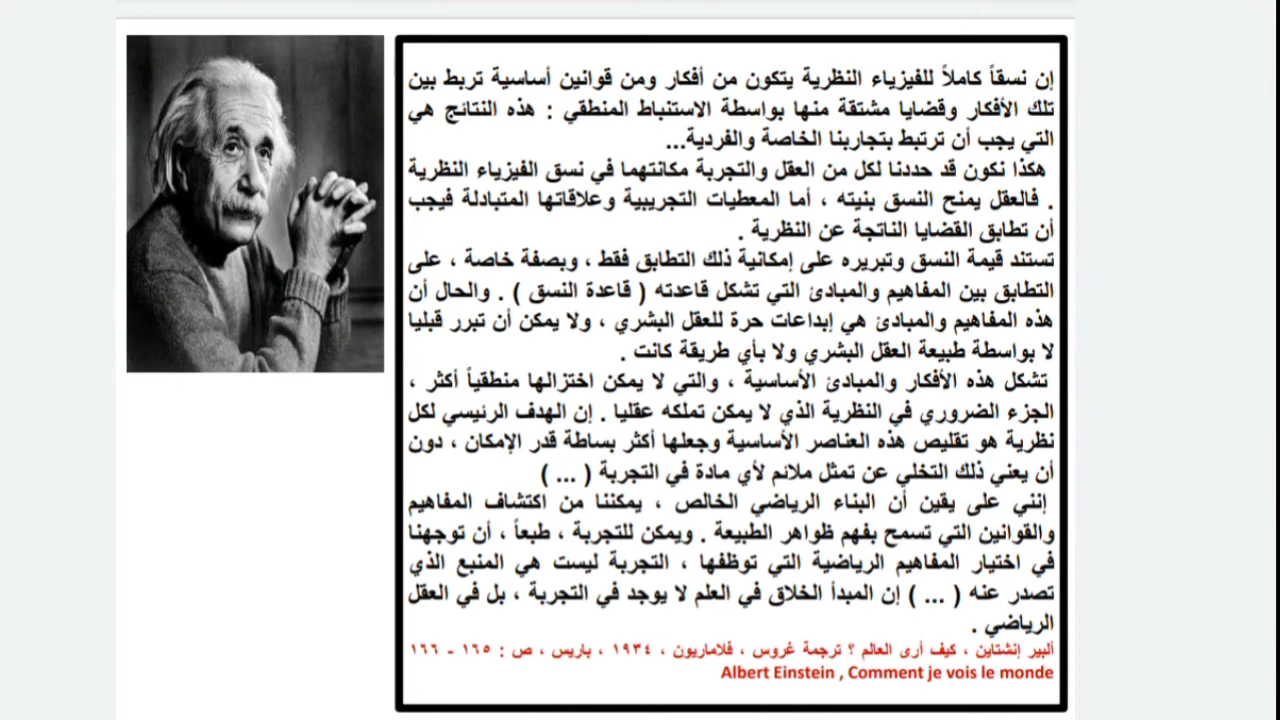 إن نسقاً كاملاً للفيزياء النظرية يتكون من أفكار ومن قوانين أساسية تربط بين
تلك الأفكار وقضايا مشتقة منها بواسطة الاستنباط المنطقي : هذه النتائج هي
التي يجب أن ترتبط بتجاربنا الخاصة والفردية...
هكذا نكون قد حددنا لكل من العقل والتجربة مكانتهما في نسق الفيزياء النظرية
. فالعقل يمنح النسق بنيته ، أما المعطيات التجريبية وعلاقاتها المتبادلة فيجب
أن تطابق القضايا الناتجة عن النظرية .
تستند قيمة النسق وتبريره على إمكانية ذلك التطابق فقط ، وبصفة خاصة ، على
التطابق بين المفاهيم والمبادئ التي تشكل قاعدته ( قاعدة النسق ) . والحال أن
هذه المفاهيم والمبادئ هي إبداعات حرة للعقل البشري ، ولا يمكن أن تبرر قبليا
لا بواسطة طبيعة العقل البشري ولا بأي طريقة كانت .
تشكل هذه الأفكار والمبادئ الأساسية ، والتي لا يمكن اختزالها منطقياً أكثر ،
الجزء الضروري في النظرية الذي لا يمكن تملكه عقليا . إن الهدف الرئيسي لكل
نظرية هو تقليص هذه العناصر الأساسية وجعلها أكثر بساطة قدر الإمكان ، دون
أن يعني ذلك التخلي عن تمثل ملائم لأي مادة في التجربة ( ... )
إنني على يقين أن البناء الرياضي الخالص ، يمكننا من اكتشاف المفاهيم
والقوانين التي تسمح بفهم ظواهر الطبيعة . ويمكن للتجربة ، طبعاً ، أن توجهنا
في اختيار المفاهيم الرياضية التي توظفها ، التجربة ليست هي المنبع الذي
تصدر عنه ( ... ) إن المبدأ الخلاق في العلم لا يوجد في التجربة ، بل في العقل
الرياضي .
ألبير إنشتاين ، كيف أرى العالم ؟ ترجمة غروس ، فلاماريون ، ١٩٣٤ ، باريس ، ص : ١٦٥ - ١٦٦
Albert Einstein , Comment je vois le monde